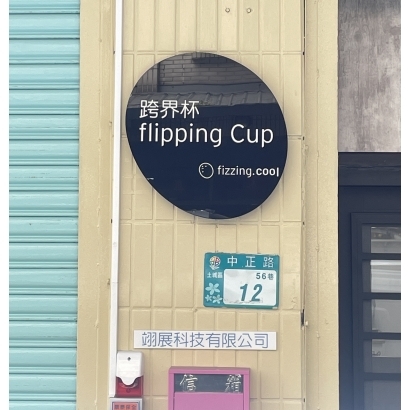 跨界杯
flipping Cup
fizzing.cool
中正路
土城區
56巷
12
翊展科技有限公司
信箱